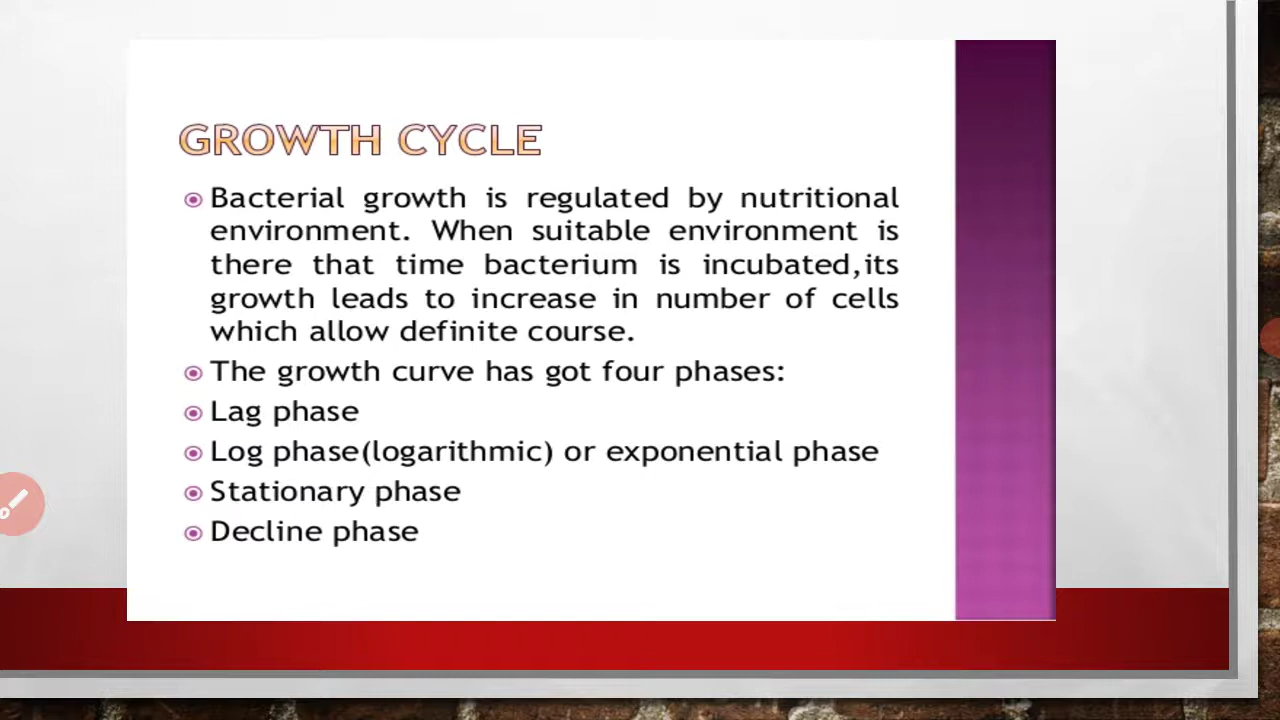 GROWTH CYCLE
Bacterial growth is regulated by nutritional
environment. When suitable environment is
there that time bacterium is incubated,its
growth leads to increase in number of cells
which allow definite course.
The growth curve has got four phases:
Lag phase
Log phase(logarithmic) or exponential phase
Stationary phase
Decline phase